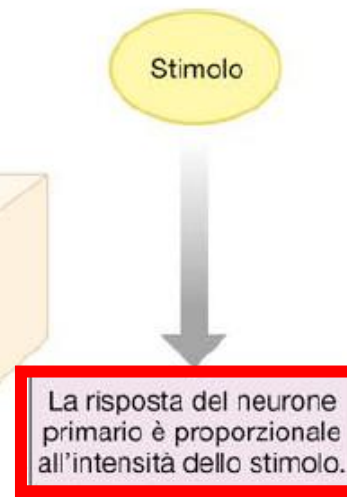 Stimolo
La risposta del neurone
primario è proporzionale
all'intensità dello stimolo.